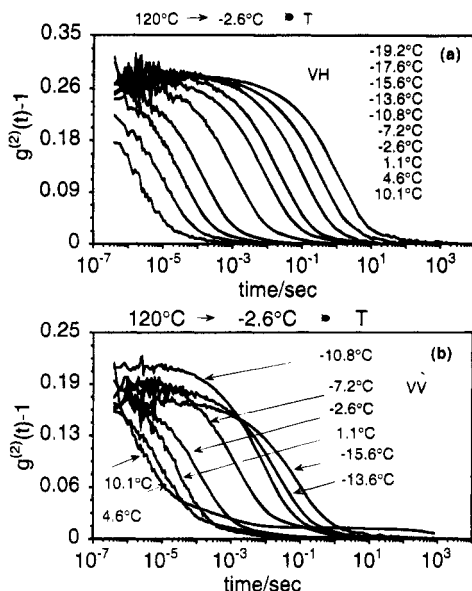 120°C → -2.6°C • T
(a)
VH
-19.2°C
-17.6°C
-15.6°C
-13.6°C
-10.8°C
-7.2°C
-2.6°C
1.1°C
4.6°C
10.1°C
g(2)(t)-1
0.35
0.26
0.18
0.09
0
10-7 10-5 10-3 10-1 101 103
time/sec
120°C → -2.6°C • T
(b)
VV
-10.8°C
-7.2°C
-2.6°C
1.1°C
-15.6°C
-13.6°C
10.1°C
4.6°C
g(2)(t)-1
0.25
0.19
0.13
0.06
0
10-7 10-5 10-3 10-1 101 103
time/sec